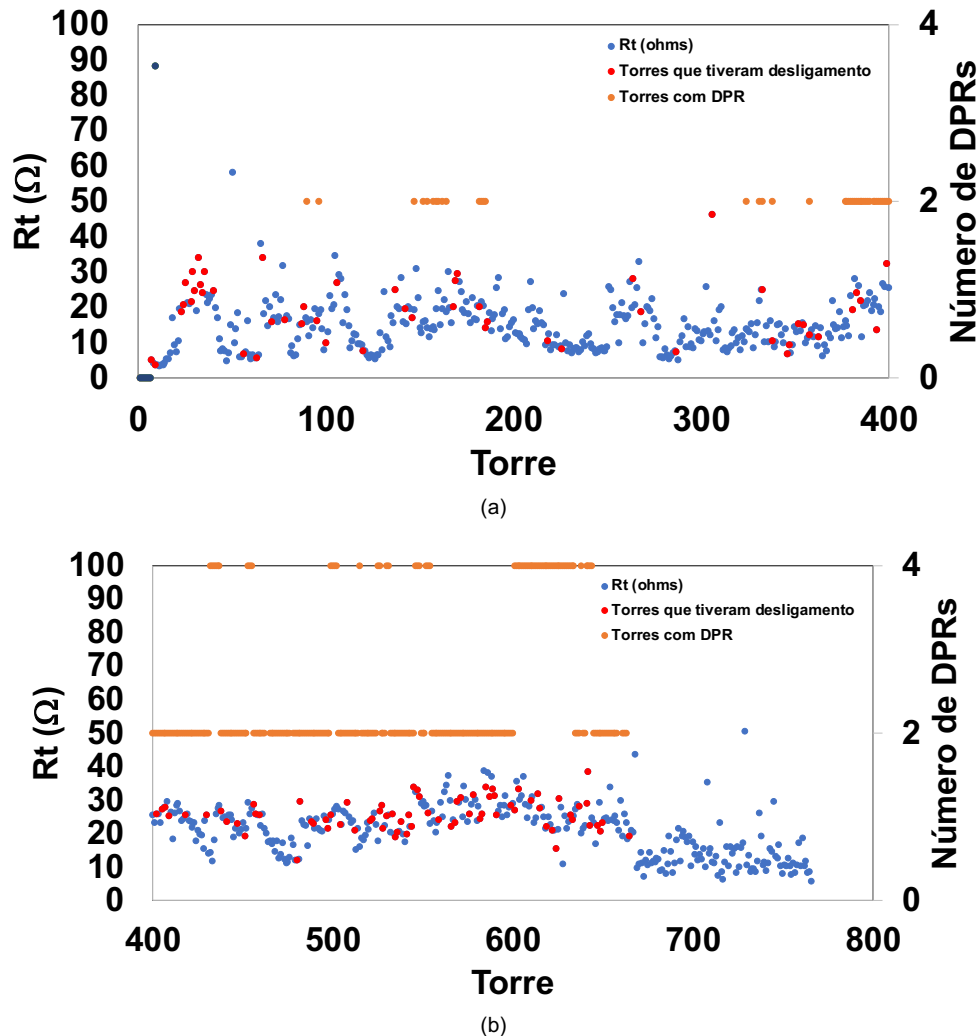 100
90
80
70
60
50
40
30
20
10
0
Rt (Ω)
4
2
0
Número de DPRs
Rt (ohms)
Torres que tiveram desligamento
Torres com DPR
0
100
200
300
400
Torre
(a)
100
90
80
70
60
50
40
30
20
10
0
Rt (Ω)
4
2
0
Número de DPRs
Rt (ohms)
Torres que tiveram desligamento
Torres com DPR
400
500
600
700
800
Torre
(b)